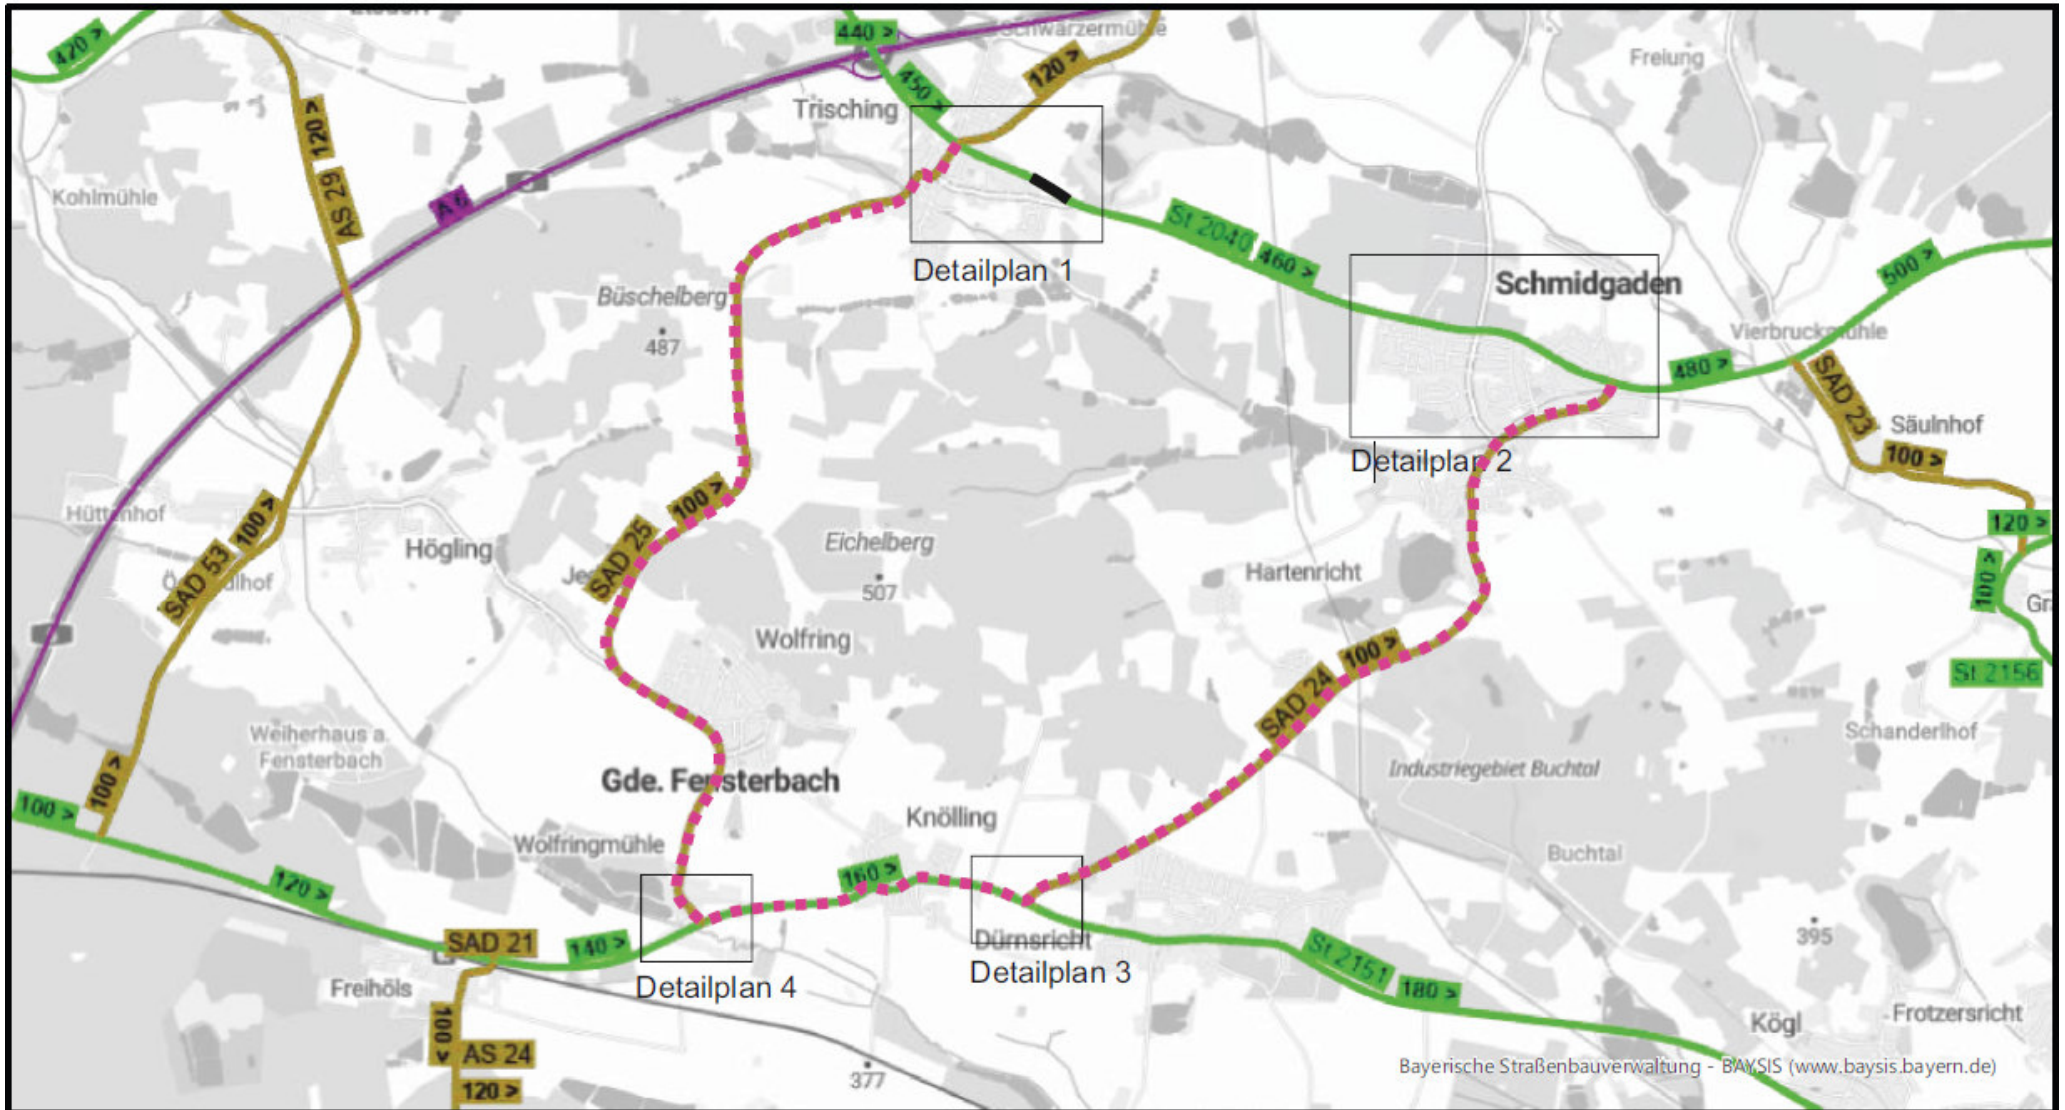 420 >
440 >
Schwarzermühle
120 >
Freiung
450 >
Trisching
120 >
AS 29
Kohlmühle
A 6
St 2040
460 >
Detailplan 1
500 >
Schmidgaden
Büschelberg
487
Vierbruckmühle
480 >
SAD 23
Säulnhof
100 >
Detailplan 2
100 >
100 >
Högling
SAD 25
SAD 53
Eichelberg
507
Hartenricht
120 >
100 >
Wolfring
100 >
SAD 24
St 2156
Weiherhaus a.
Fensterbach
Schanderlhof
Industriegebiet Buchtal
Gde. Fensterbach
100 >
100 >
Knölling
Wolfringmühle
Buchtal
120 >
160 >
395
SAD 21
140 >
Dürnsricht
Detailplan 3
Detailplan 4
St 2151
180 >
Freihöls
Frotzersricht
Kögl
100 >
AS 24
377
120 >
Bayerische Straßenbauverwaltung - BAYSIS (www.baysis.bayern.de)